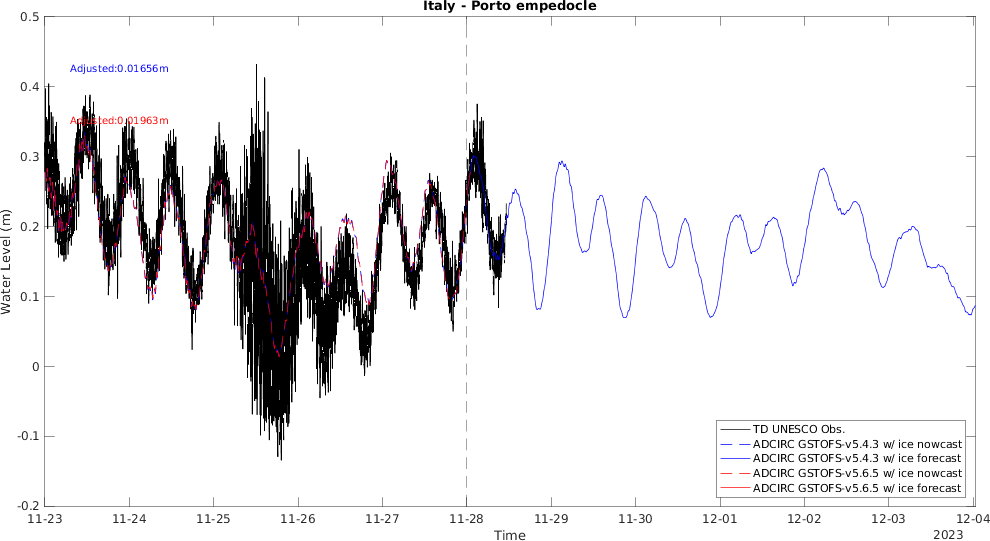 Italy - Porto empedocle
0.5
0.4
0.3
0.2
0.1
0
-0.1
-0.2
Water Level (m)
Adjusted:0.01656m
Adjusted:0.01963m
TD UNESCO Obs.
ADCIRC GSTOFS-v5.4.3 w/ ice nowcast
ADCIRC GSTOFS-v5.4.3 w/ ice forecast
ADCIRC GSTOFS-v5.6.5 w/ ice nowcast
ADCIRC GSTOFS-v5.6.5 w/ ice forecast
11-23 11-24 11-25 11-26 11-27 11-28 11-29 11-30 12-01 12-02 12-03 12-04
Time
2023